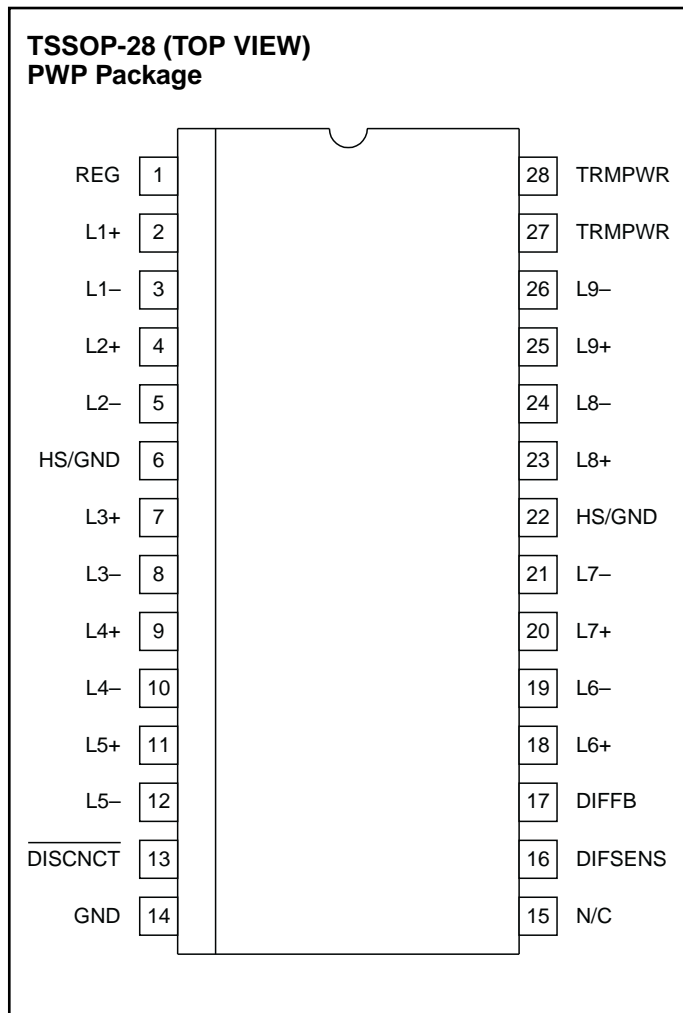 TSSOP-28 (TOP VIEW)
PWP Package
REG 1 28 TRMPWR
L1+ 2 27 TRMPWR
L1– 3 26 L9–
L2+ 4 25 L9+
L2– 5 24 L8–
HS/GND 6 23 L8+
L3+ 7 22 HS/GND
L3– 8 21 L7–
L4+ 9 20 L7+
L4– 10 19 L6–
L5+ 11 18 L6+
L5– 12 17 DIFFB
DISCNCT 13 16 DIFSENS
GND 14 15 N/C